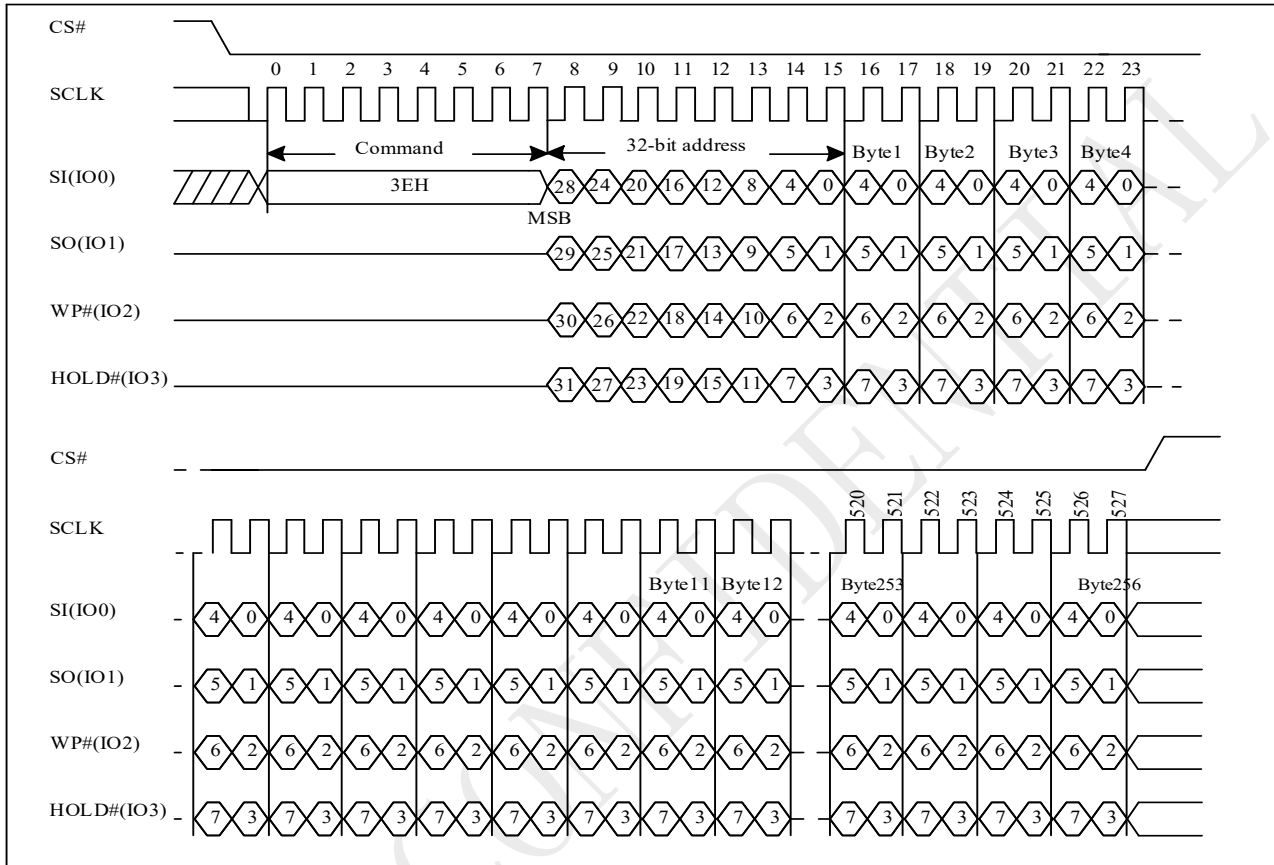 CS#
0 1 2 3 4 5 6 7 8 9 10 11 12 13 14 15 16 17 18 19 20 21 22 23
SCLK
Command 32-bit address Byte1 Byte2 Byte3 Byte4
SI(IO0) 3EH 28 24 20 16 12 8 4 0 4 0 4 0 4 0 4 0
MSB
SO(IO1) 29 25 21 17 13 9 5 1 5 1 5 1 5 1 5 1
WP#(IO2) 30 26 22 18 14 10 6 2 6 2 6 2 6 2 6 2
HOLD#(IO3) 31 27 23 19 15 11 7 3 7 3 7 3 7 3 7 3
CS#
520 521 522 523 524 525 526 527
SCLK
Byte11 Byte12 Byte253 Byte256
SI(IO0) 4 0 4 0 4 0 4 0 4 0 4 0 4 0 4 0 4 0 4 0 4 0 4 0
SO(IO1) 5 1 5 1 5 1 5 1 5 1 5 1 5 1 5 1 5 1 5 1 5 1 5 1
WP#(IO2) 6 2 6 2 6 2 6 2 6 2 6 2 6 2 6 2 6 2 6 2 6 2 6 2
HOLD#(IO3) 7 3 7 3 7 3 7 3 7 3 7 3 7 3 7 3 7 3 7 3 7 3 7 3
CONFIDENTIAL